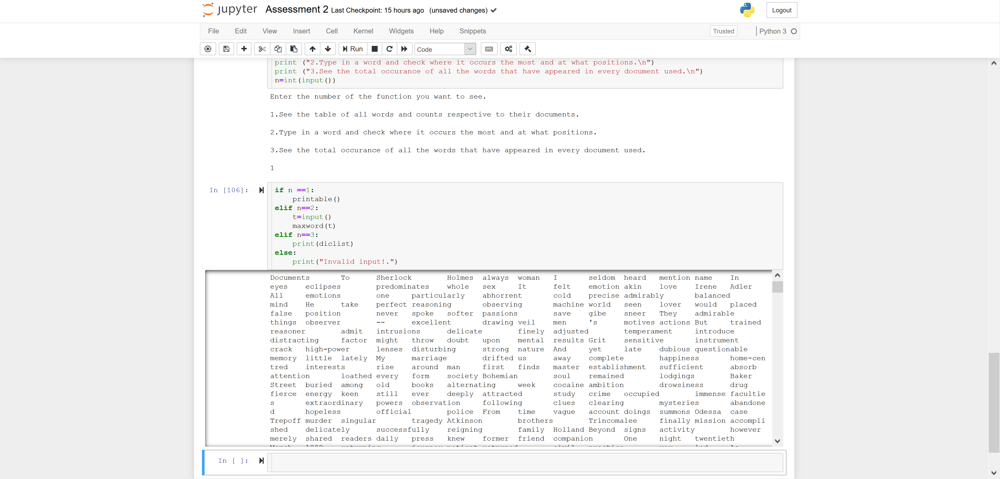 jupyter Assessment 2 Last Checkpoint: 15 hours ago (unsaved changes) Logout
File Edit View Insert Cell Kernel Widgets Help Snippets Trusted Python 3
Run Code
print ("2.Type in a word and check where it occurs the most and at what positions.\n")
print ("3.See the total occurance of all the words that have appeared in every document used.\n")
n=int(input())
Enter the number of the function you want to see.
1.See the table of all words and counts respective to their documents.
2.Type in a word and check where it occurs the most and at what positions.
3.See the total occurance of all the words that have appeared in every document used.
1
In [106]:
if n ==1:
    printable()
elif n==2:
    t=input()
    maxword(t)
elif n==3:
    print(diclist)
else:
    print("Invalid input!.")
Documents To Sherlock Holmes always woman I seldom heard mention name In
eyes eclipses predominates whole sex It felt emotion akin love Irene Adler
All emotions one particularly abhorrent cold precise admirably balanced
mind He take perfect reasoning observing machine world seen lover would placed
false position never spoke softer passions save gibe sneer They admirable
things observer -- excellent drawing veil men 's motives actions But trained
reasoner admit intrusions delicate finely adjusted temperament introduce
distracting factor might throw doubt upon mental results Grit sensitive instrument
crack high-power lenses disturbing strong nature And yet late dubious questionable
memory little lately My marriage drifted us away complete happiness home-cen
tred interests rise around man first finds master establishment sufficient absorb
attention loathed every form society Bohemian soul remained lodgings Baker
Street buried among old books alternating week cocaine ambition drowsiness drug
fierce energy keen still ever deeply attracted study crime occupied immense facultie
s extraordinary powers observation following clues clearing mysteries abandone
d hopeless official police From time vague account doings summons Odessa case
Trepoff murder singular tragedy Atkinson brothers Trincomalee finally mission accompli
shed delicately successfully reigning family Holland Beyond signs activity however
merely shared readers daily press knew former friend companion One night twentieth
In [ ]: